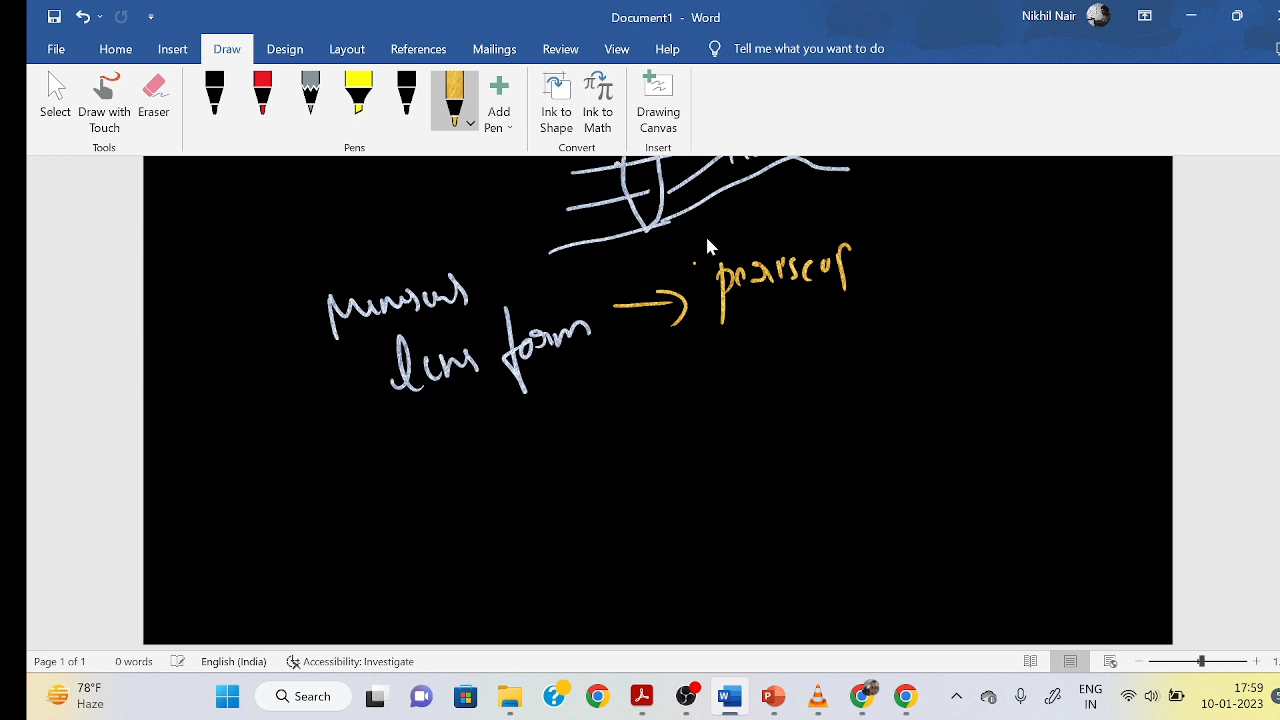 Document1 - Word
Nikhil Nair
File Home Insert Draw Design Layout References Mailings Review View Help Tell me what you want to do
Select Draw with Touch Eraser Add Pen Ink to Shape Ink to Math Drawing Canvas
Tools Pens Convert Insert
lens form →
Page 1 of 1 0 words English (India) Accessibility: Investigate
78°F
Haze
Search
ENG
IN
17:59
10-01-2023